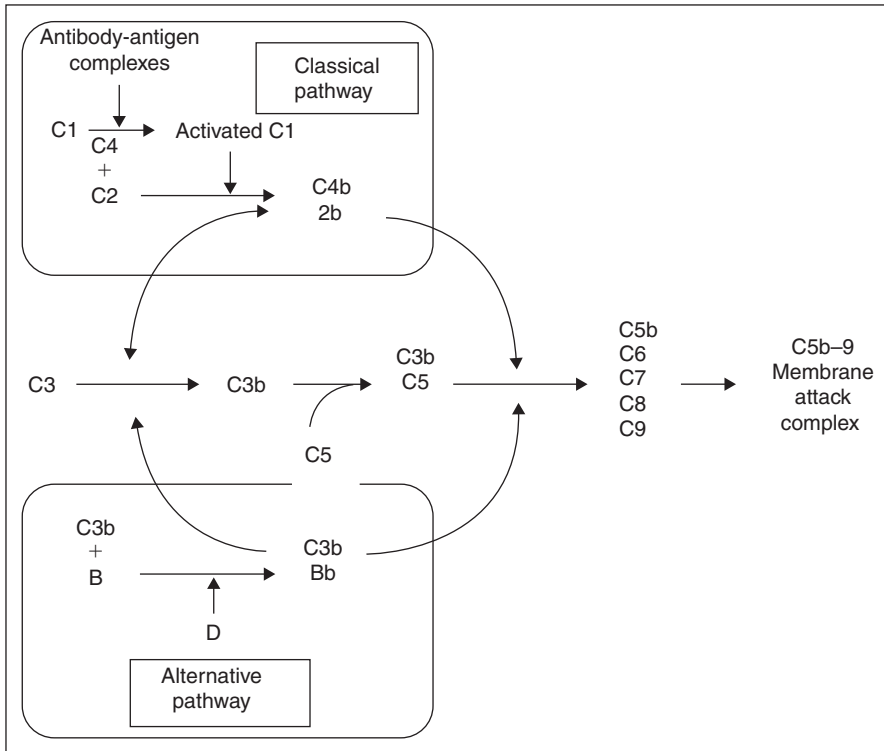 Antibody-antigen
complexes
Classical
pathway
C1
Activated C1
C4
+
C2
C4b
2b
C3
C3b
C3b
C5
C5
C5b
C6
C7
C8
C9
C5b–9
Membrane
attack
complex
C3b
+
B
D
C3b
Bb
Alternative
pathway